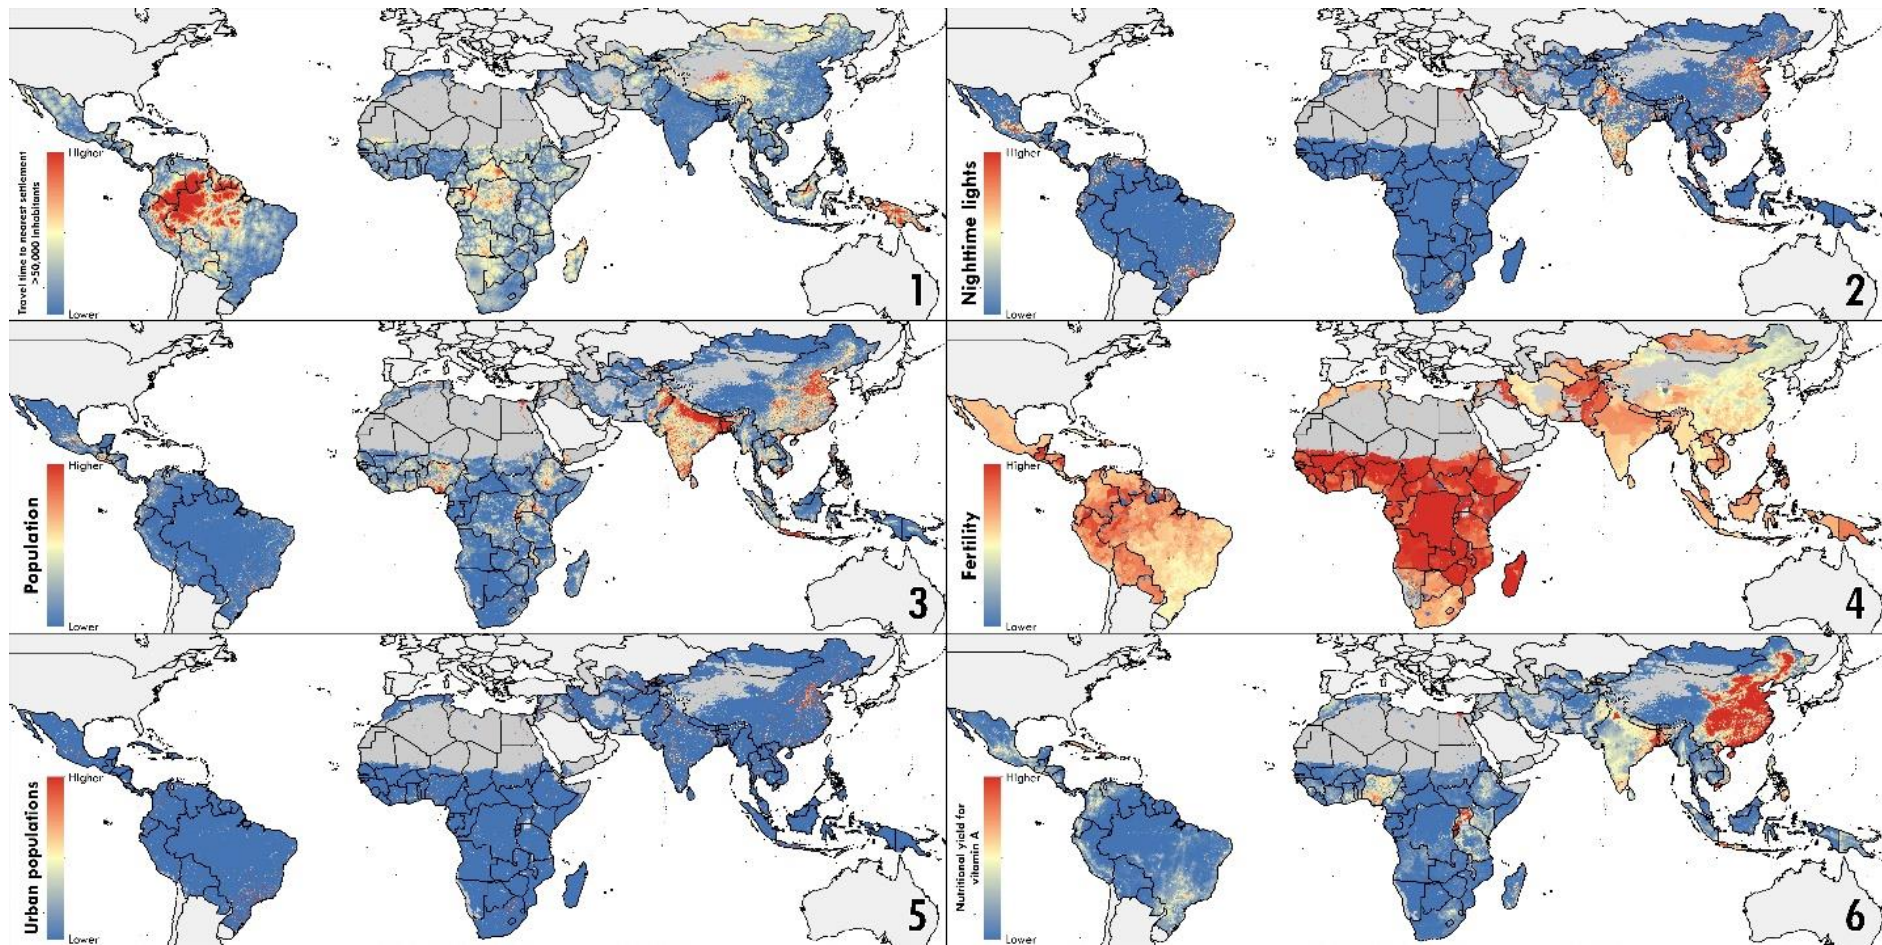 Higher
Travel time to nearest settlement
>50,000 inhabitants
Lower
1
Higher
Nighttime lights
Lower
2
Higher
Population
Lower
3
Higher
Fertility
Lower
4
Higher
Urban populations
Lower
5
Higher
Nutritional yield for
vitamin A
Lower
6